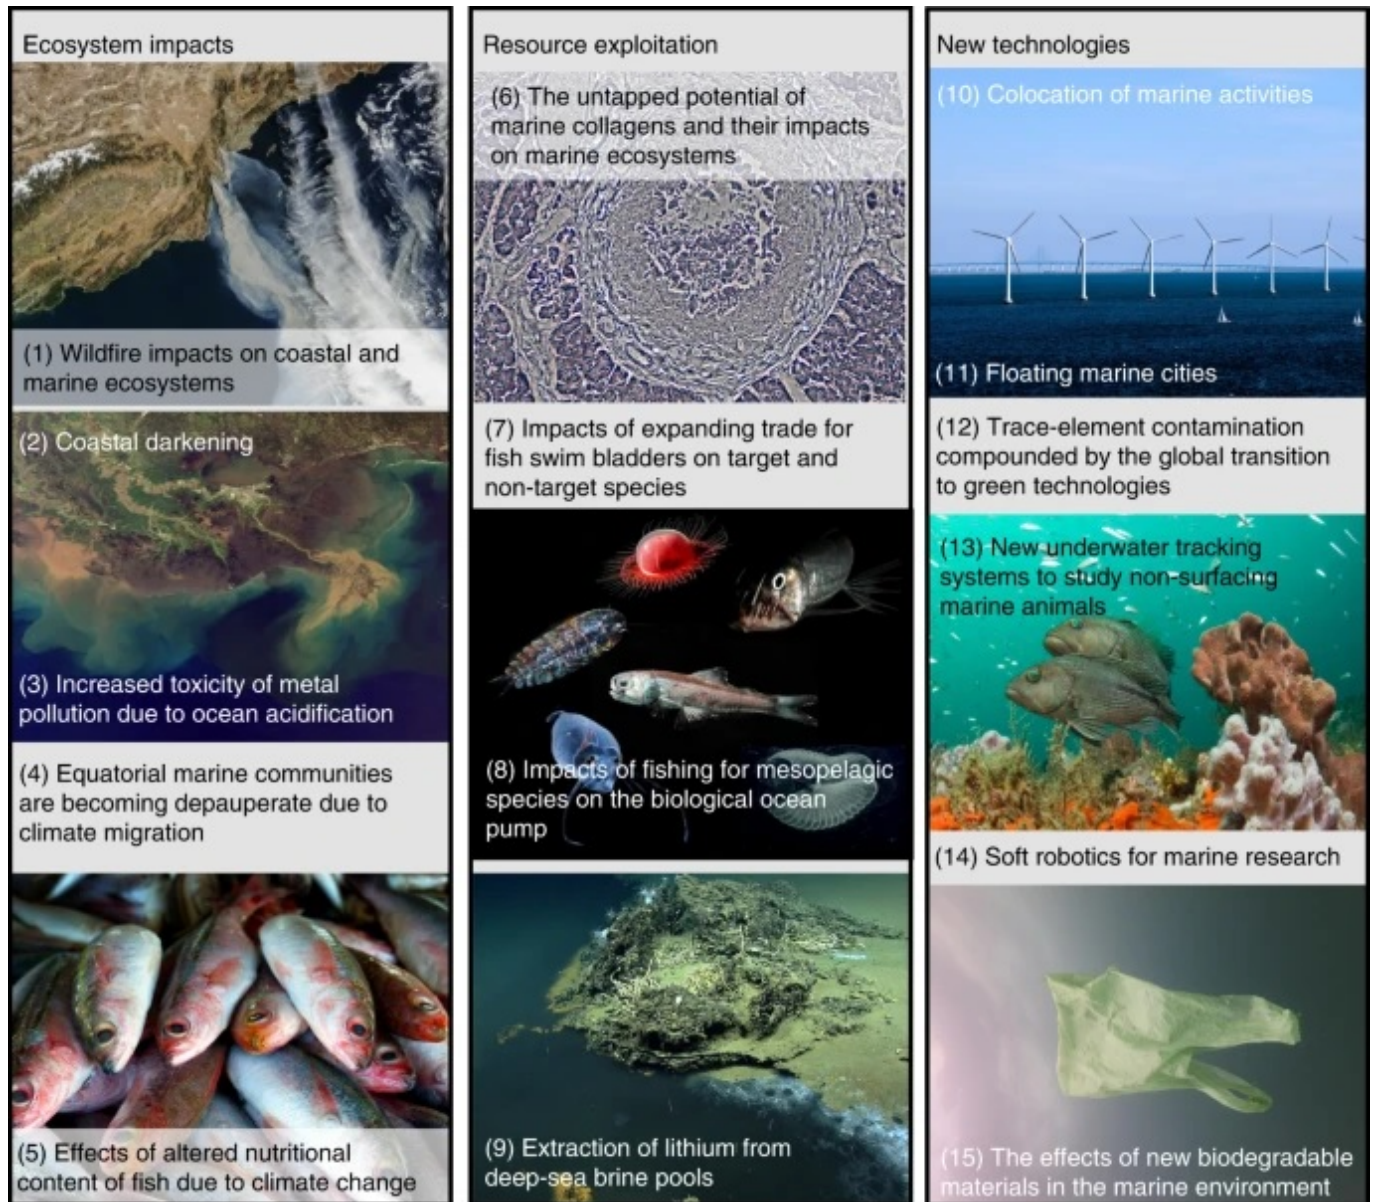 Ecosystem impacts
(1) Wildfire impacts on coastal and
marine ecosystems
(2) Coastal darkening
(3) Increased toxicity of metal
pollution due to ocean acidification
(4) Equatorial marine communities
are becoming depauperate due to
climate migration
(5) Effects of altered nutritional
content of fish due to climate change
Resource exploitation
(6) The untapped potential of
marine collagens and their impacts
on marine ecosystems
(7) Impacts of expanding trade for
fish swim bladders on target and
non-target species
(8) Impacts of fishing for mesopelagic
species on the biological ocean
pump
(9) Extraction of lithium from
deep-sea brine pools
New technologies
(10) Colocation of marine activities
(11) Floating marine cities
(12) Trace-element contamination
compounded by the global transition
to green technologies
(13) New underwater tracking
systems to study non-surfacing
marine animals
(14) Soft robotics for marine research
(15) The effects of new biodegradable
materials in the marine environment